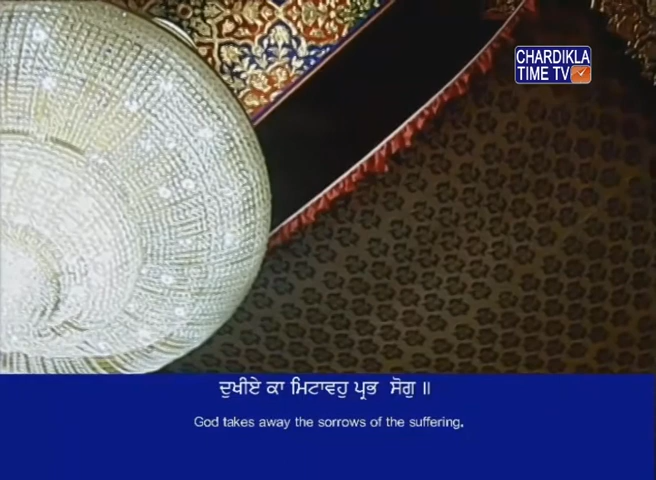 CHARDIKLA
TIME TV
ਦੁਖੀਏ ਕਾ ਮਿਟਾਵਹੁ ਪ੍ਰਭ ਸੋਗੁ ॥
God takes away the sorrows of the suffering.